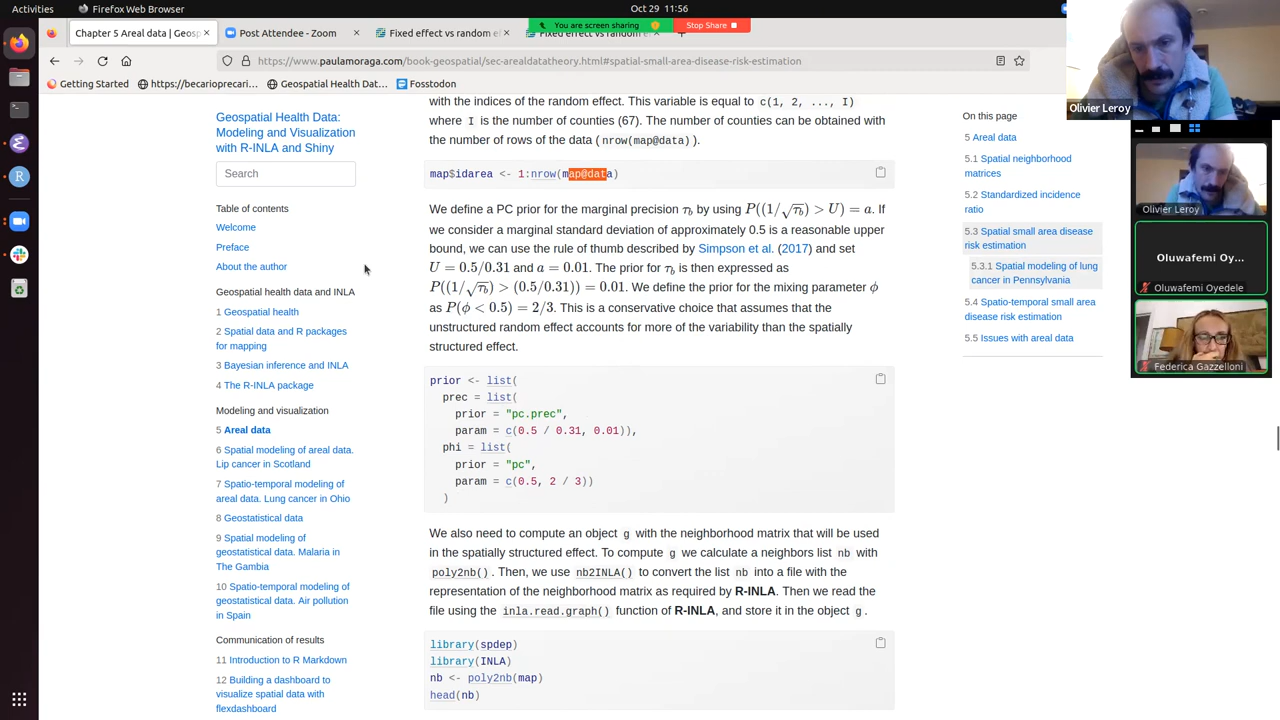 Activities
Firefox Web Browser
Oct 29 11:56
You are screen sharing
Stop Share
Chapter 5 Areal data | Geosp
Post Attendee - Zoom
Fixed effect vs random e
Fixed effect vs random e
https://www.paulamoraga.com/book-geospatial/sec-arealdatatheory.html#spatial-small-area-disease-risk-estimation
Getting Started
https://becarioprecari...
Geospatial Health Dat...
Fosstodon
Geospatial Health Data:
Modeling and Visualization
with R-INLA and Shiny
Search
Table of contents
Welcome
Preface
About the author
Geospatial health data and INLA
1 Geospatial health
2 Spatial data and R packages
for mapping
3 Bayesian inference and INLA
4 The R-INLA package
Modeling and visualization
5 Areal data
6 Spatial modeling of areal data.
Lip cancer in Scotland
7 Spatio-temporal modeling of
areal data. Lung cancer in Ohio
8 Geostatistical data
9 Spatial modeling of
geostatistical data. Malaria in
The Gambia
10 Spatio-temporal modeling of
geostatistical data. Air pollution
in Spain
Communication of results
11 Introduction to R Markdown
12 Building a dashboard to
visualize spatial data with
flexdashboard
with the indices of the random effect. This variable is equal to c(1, 2, ..., I)
where I is the number of counties (67). The number of counties can be obtained with
the number of rows of the data ( nrow(map@data) ).
map$idarea <- 1:nrow(map@data)
We define a PC prior for the marginal precision τb by using P((1/√τb) > U) = a. If
we consider a marginal standard deviation of approximately 0.5 is a reasonable upper
bound, we can use the rule of thumb described by Simpson et al. (2017) and set
U = 0.5/0.31 and a = 0.01. The prior for τb is then expressed as
P((1/√τb) > (0.5/0.31)) = 0.01. We define the prior for the mixing parameter ϕ
as P(ϕ < 0.5) = 2/3. This is a conservative choice that assumes that the
unstructured random effect accounts for more of the variability than the spatially
structured effect.
prior <- list(
prec = list(
prior = "pc.prec",
param = c(0.5 / 0.31, 0.01)),
phi = list(
prior = "pc",
param = c(0.5, 2 / 3))
)
We also need to compute an object g with the neighborhood matrix that will be used
in the spatially structured effect. To compute g we calculate a neighbors list nb with
poly2nb() . Then, we use nb2INLA() to convert the list nb into a file with the
representation of the neighborhood matrix as required by R-INLA. Then we read the
file using the inla.read.graph() function of R-INLA, and store it in the object g .
library(spdep)
library(INLA)
nb <- poly2nb(map)
head(nb)
On this page
5 Areal data
5.1 Spatial neighborhood
matrices
5.2 Standardized incidence
ratio
5.3 Spatial small area disease
risk estimation
5.3.1 Spatial modeling of lung
cancer in Pennsylvania
5.4 Spatio-temporal small area
disease risk estimation
5.5 Issues with areal data
Olivier Leroy
Olivier Leroy
Oluwafemi Oy...
Oluwafemi Oyedele
Federica Gazzelloni